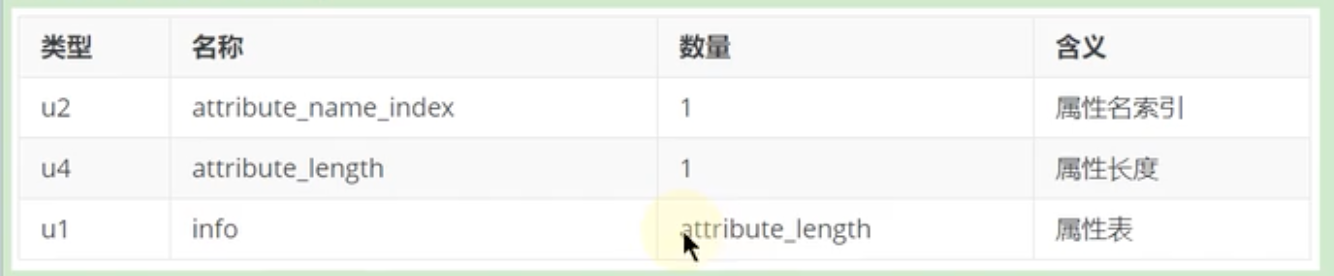 类型 名称 数量 含义
u2 attribute_name_index 1 属性名索引
u4 attribute_length 1 属性长度
u1 info attribute_length 属性表